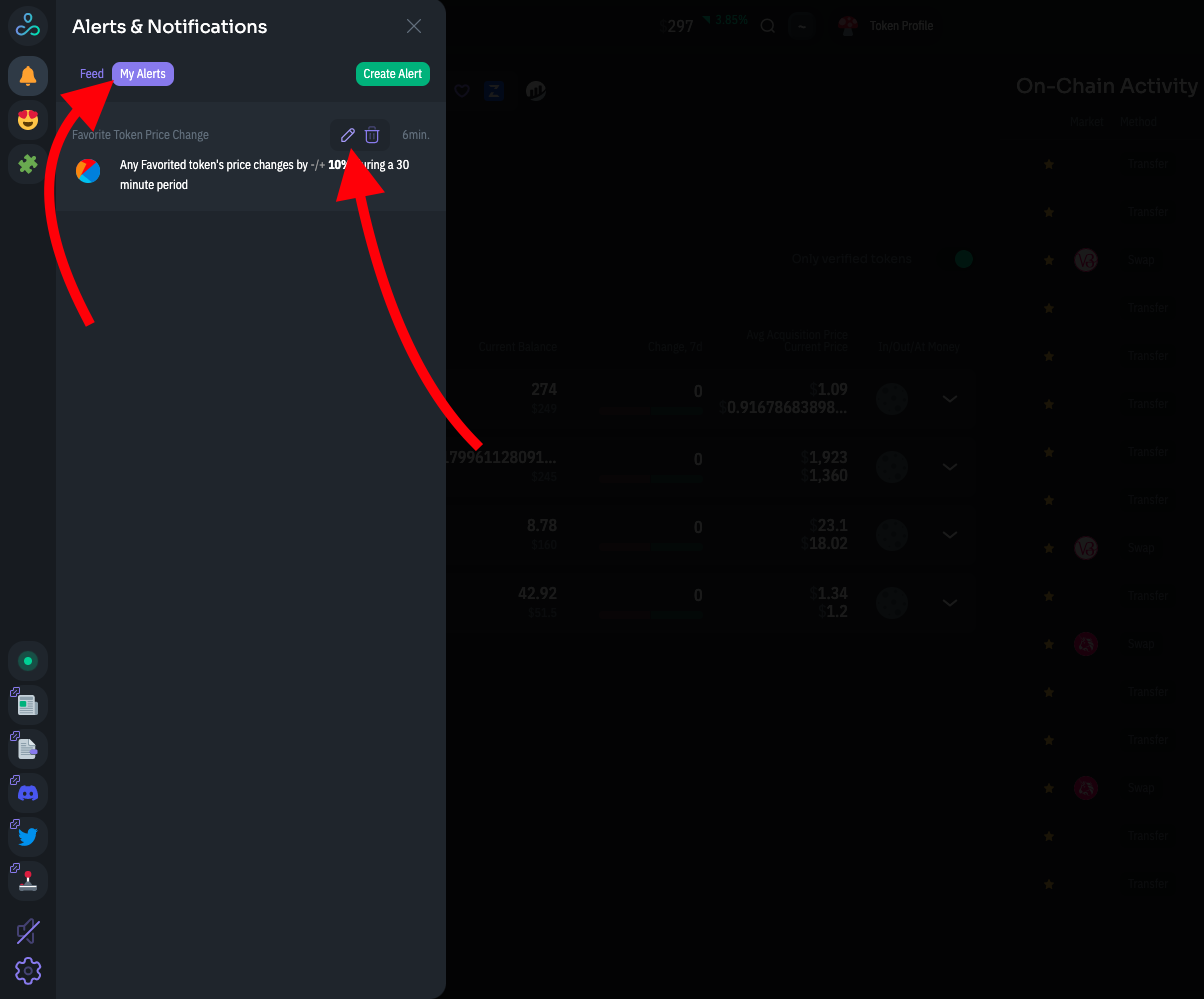 Alerts & Notifications
Feed
My Alerts
Create Alert
Favorite Token Price Change
6min.
Any Favorited token's price changes by -/+ 10% during a 30
minute period
$297
3.85%
~
Token Profile
On-Chain Activity
Market
Method
Only verified tokens
Current Balance
Change, 7d
Avg Acquisition Price
Current Price
In/Out/At Money
274
$249
0
$1.09
$0.91678683898...
.79961128091...
$245
0
$1,923
$1,360
8.78
$160
0
$23.1
$18.02
42.92
$51.5
0
$1.34
$1.2
Transfer
Transfer
Swap
Transfer
Transfer
Transfer
Transfer
Transfer
Swap
Transfer
Swap
Transfer
Transfer
Swap
Transfer
Transfer